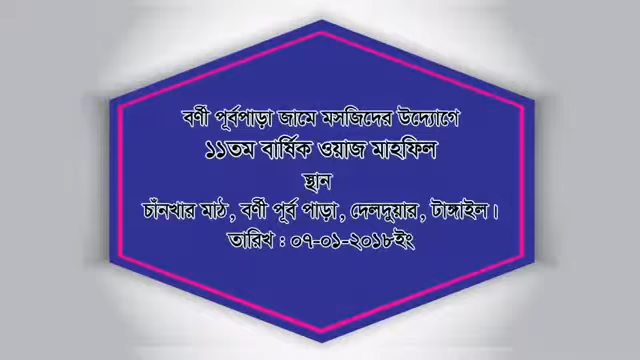 বর্ণী পূর্বপাড়া জামে মসজিদের উদ্যোগে
১১তম বার্ষিক ওয়াজ মাহফিল
স্থান
চাঁনখার মাঠ, বর্ণী পূর্ব পাড়া, দেলদূয়ার, টাঙ্গাইল।
তারিখ : ০৭-০১-২০১৮ইং